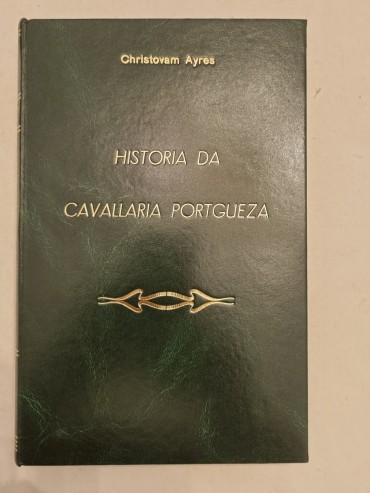 Christovam Ayres
HISTORIA DA
CAVALLARIA PORTGUEZA